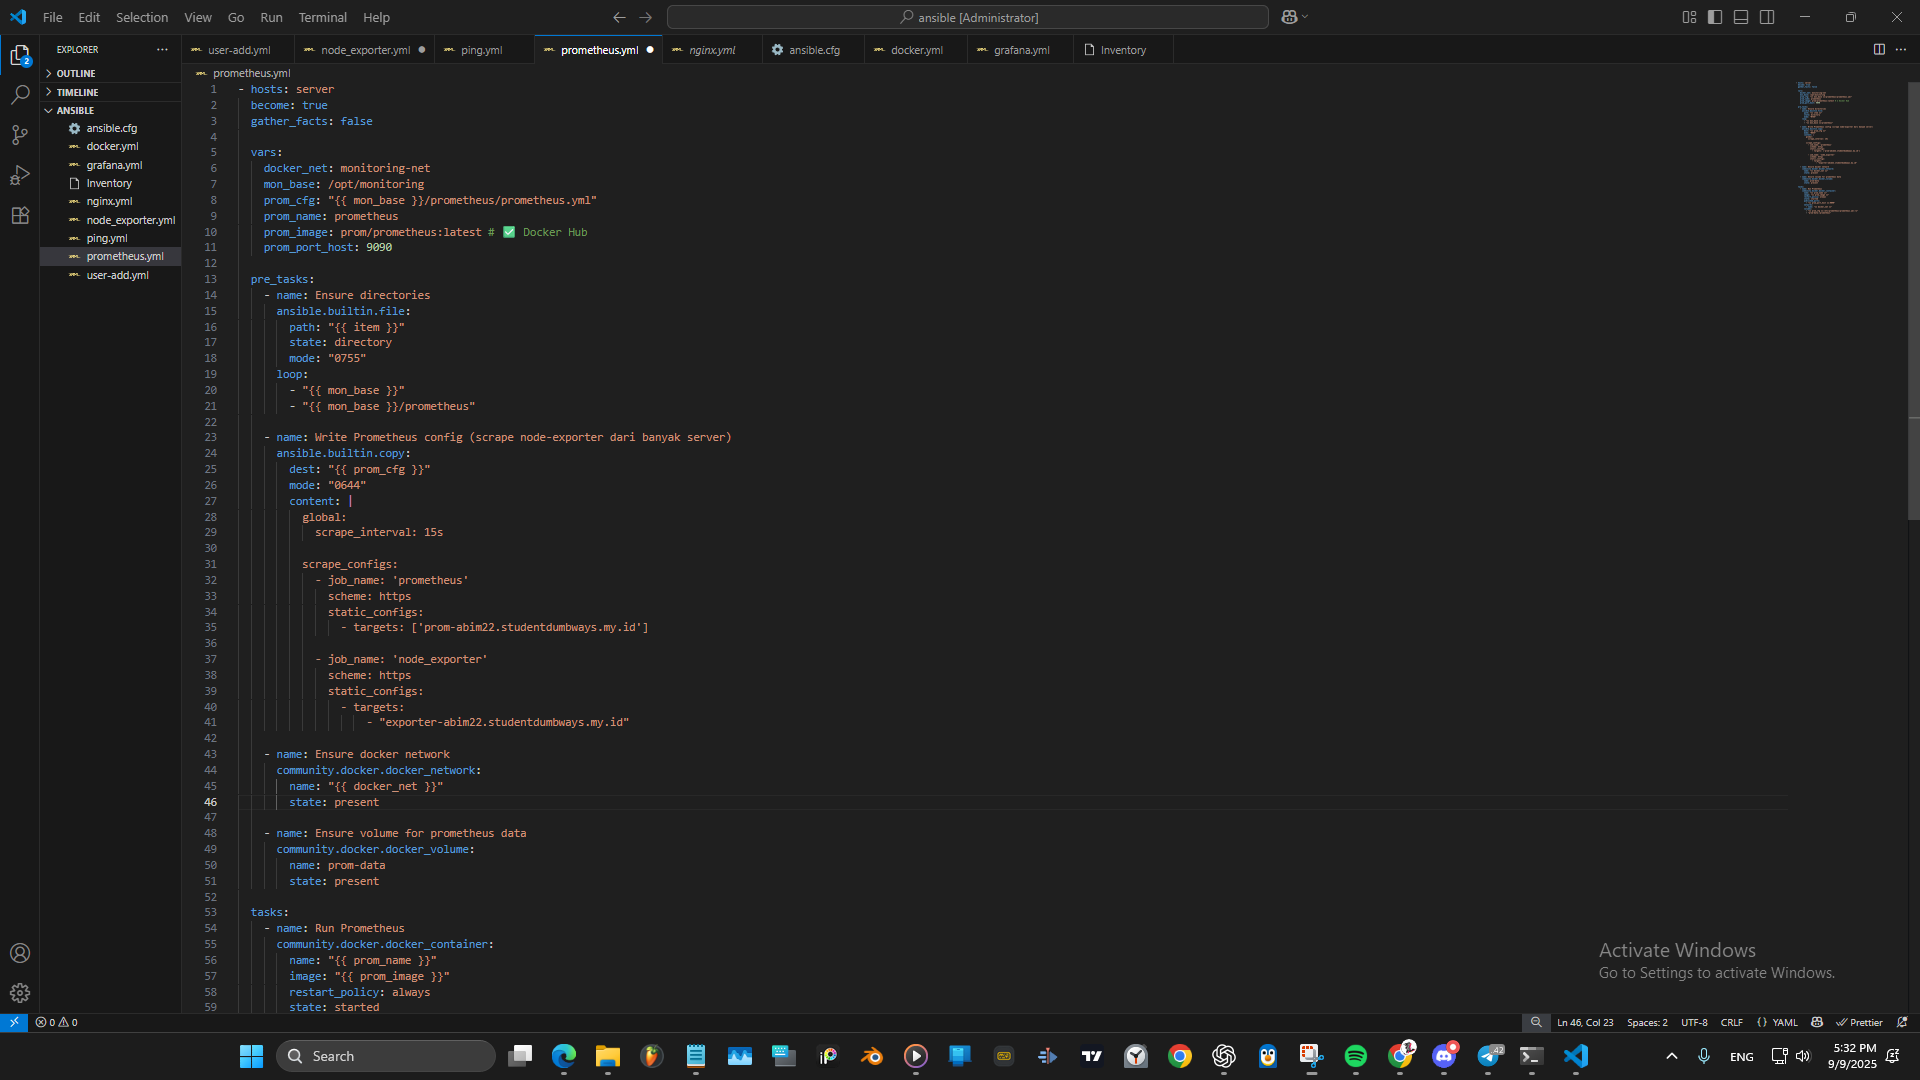 File Edit Selection View Go Run Terminal Help
ansible [Administrator]
EXPLORER
user-add.yml
node_exporter.yml
ping.yml
prometheus.yml
nginx.yml
ansible.cfg
docker.yml
grafana.yml
Inventory
OUTLINE
TIMELINE
ANSIBLE
ansible.cfg
docker.yml
grafana.yml
Inventory
nginx.yml
node_exporter.yml
ping.yml
prometheus.yml
user-add.yml
2
prometheus.yml
1 - hosts: server
2 become: true
3 gather_facts: false
4
5 vars:
6 docker_net: monitoring-net
7 mon_base: /opt/monitoring
8 prom_cfg: "{{ mon_base }}/prometheus/prometheus.yml"
9 prom_name: prometheus
10 prom_image: prom/prometheus:latest # ✅ Docker Hub
11 prom_port_host: 9090
12
13 pre_tasks:
14 - name: Ensure directories
15 ansible.builtin.file:
16 path: "{{ item }}"
17 state: directory
18 mode: "0755"
19 loop:
20 - "{{ mon_base }}"
21 - "{{ mon_base }}/prometheus"
22
23 - name: Write Prometheus config (scrape node-exporter dari banyak server)
24 ansible.builtin.copy:
25 dest: "{{ prom_cfg }}"
26 mode: "0644"
27 content: |
28 global:
29 scrape_interval: 15s
30
31 scrape_configs:
32 - job_name: 'prometheus'
33 scheme: https
34 static_configs:
35 - targets: ['prom-abim22.studentdumbways.my.id']
36
37 - job_name: 'node_exporter'
38 scheme: https
39 static_configs:
40 - targets:
41 - "exporter-abim22.studentdumbways.my.id"
42
43 - name: Ensure docker network
44 community.docker.docker_network:
45 name: "{{ docker_net }}"
46 state: present
47
48 - name: Ensure volume for prometheus data
49 community.docker.docker_volume:
50 name: prom-data
51 state: present
52
53 tasks:
54 - name: Run Prometheus
55 community.docker.docker_container:
56 name: "{{ prom_name }}"
57 image: "{{ prom_image }}"
58 restart_policy: always
59 state: started
Activate Windows
Go to Settings to activate Windows.
0 0
Ln 46, Col 23 Spaces: 2 UTF-8 CRLF {} YAML Prettier
Search
42
ENG
5:32 PM
9/9/2025